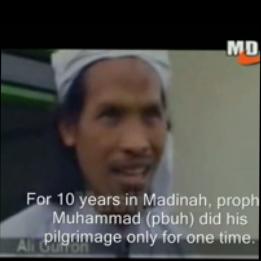 MD
For 10 years in Madinah, proph
Muhammad (pbuh) did his
pilgrimage only for one time.
Ali Gufron